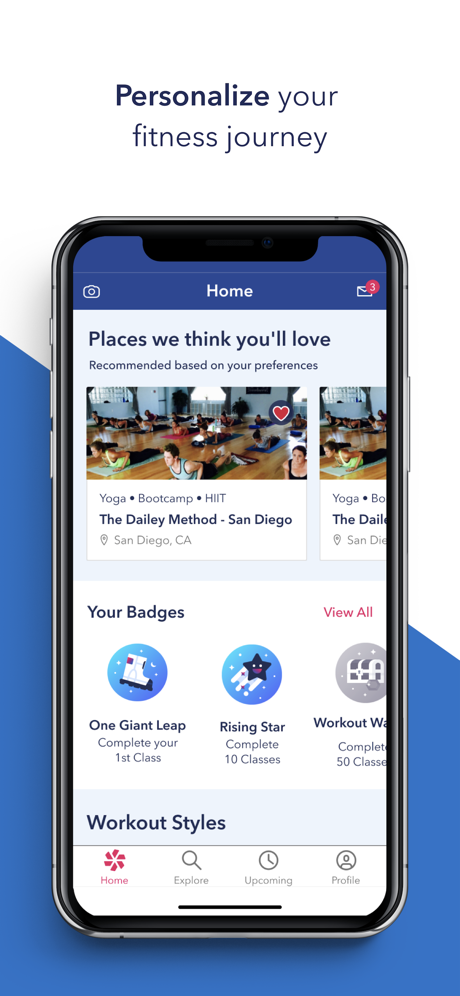 Personalize your
fitness journey
Home
3
Places we think you'll love
Recommended based on your preferences
Yoga • Bootcamp • HIIT
The Dailey Method - San Diego
San Diego, CA
Yoga • Bo
The Daile
San Die
Your Badges
View All
One Giant Leap
Complete your
1st Class
Rising Star
Complete
10 Classes
Workout Wa
Complet
50 Classe
Workout Styles
Home
Explore
Upcoming
Profile